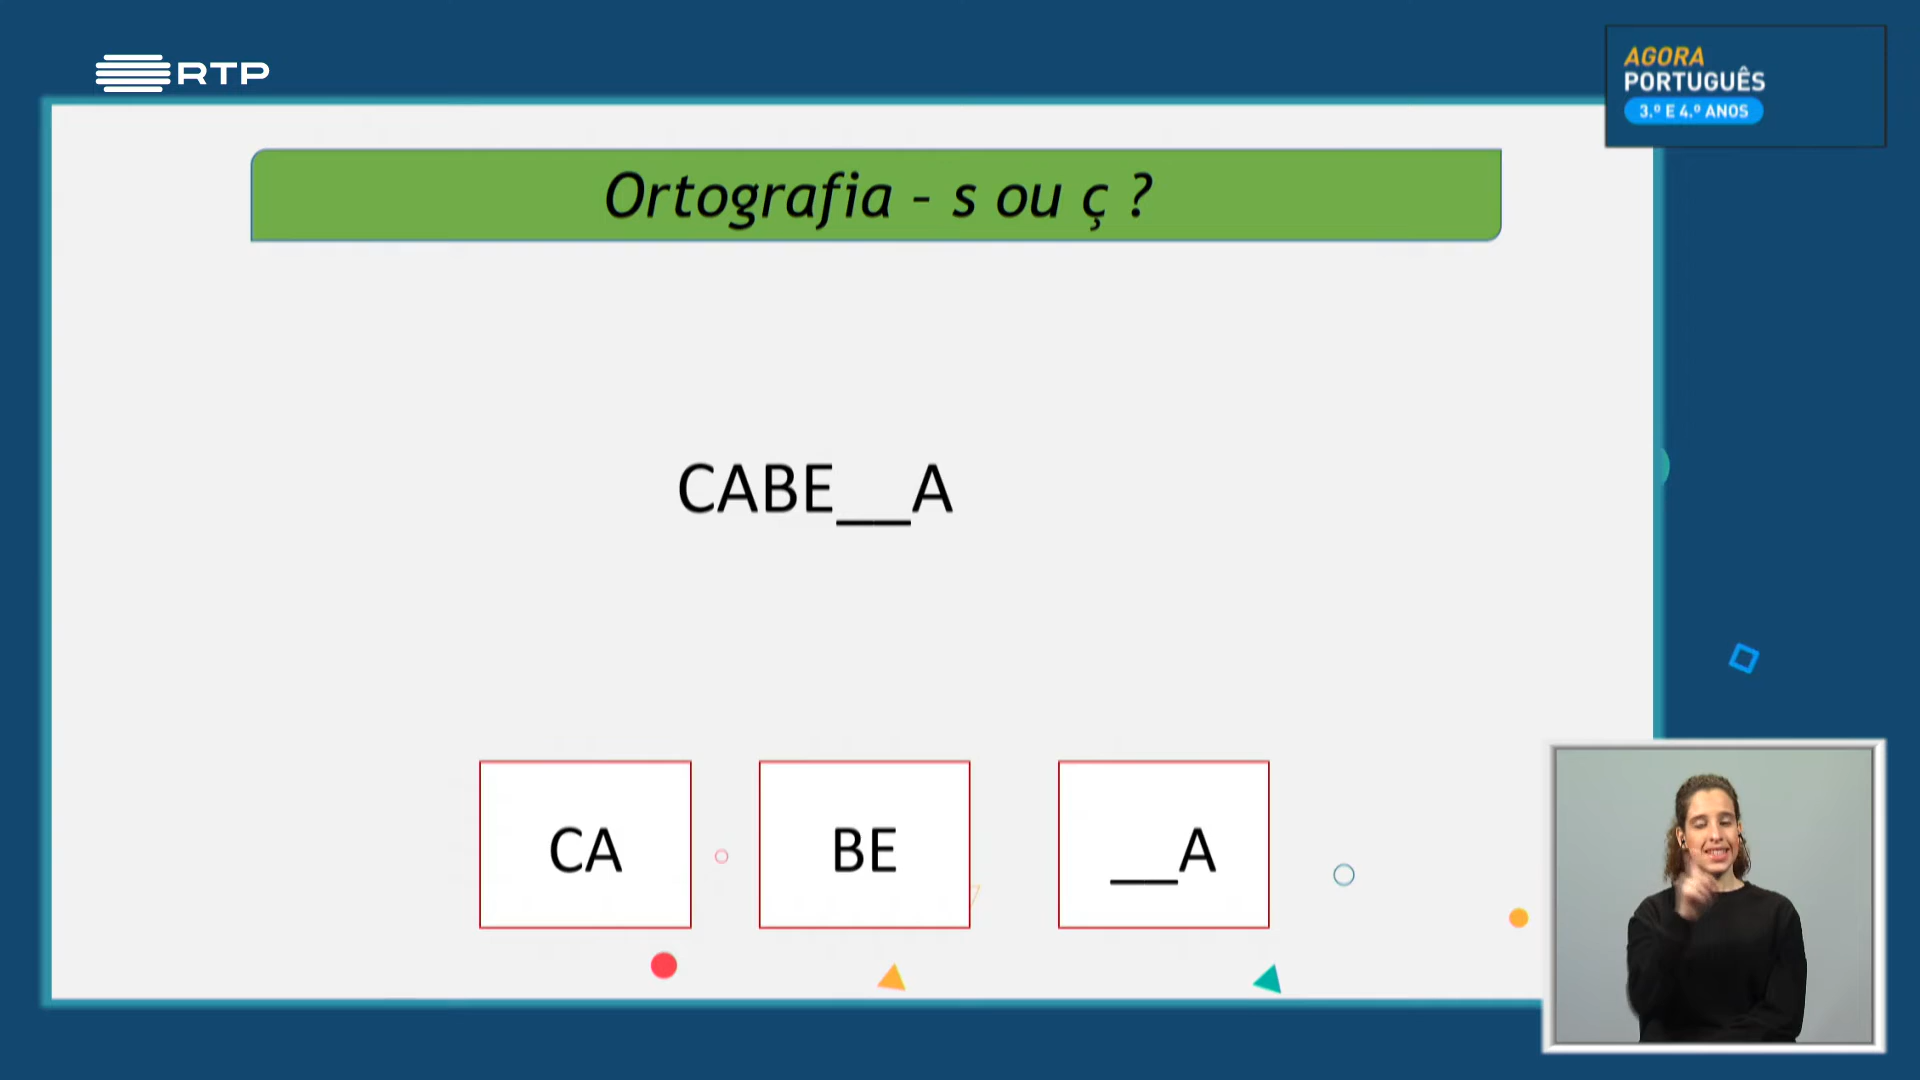 RTP
AGORA
PORTUGUÊS
3.º E 4.º ANOS
Ortografia - s ou ç ?
CABE__A
CA
BE
__A